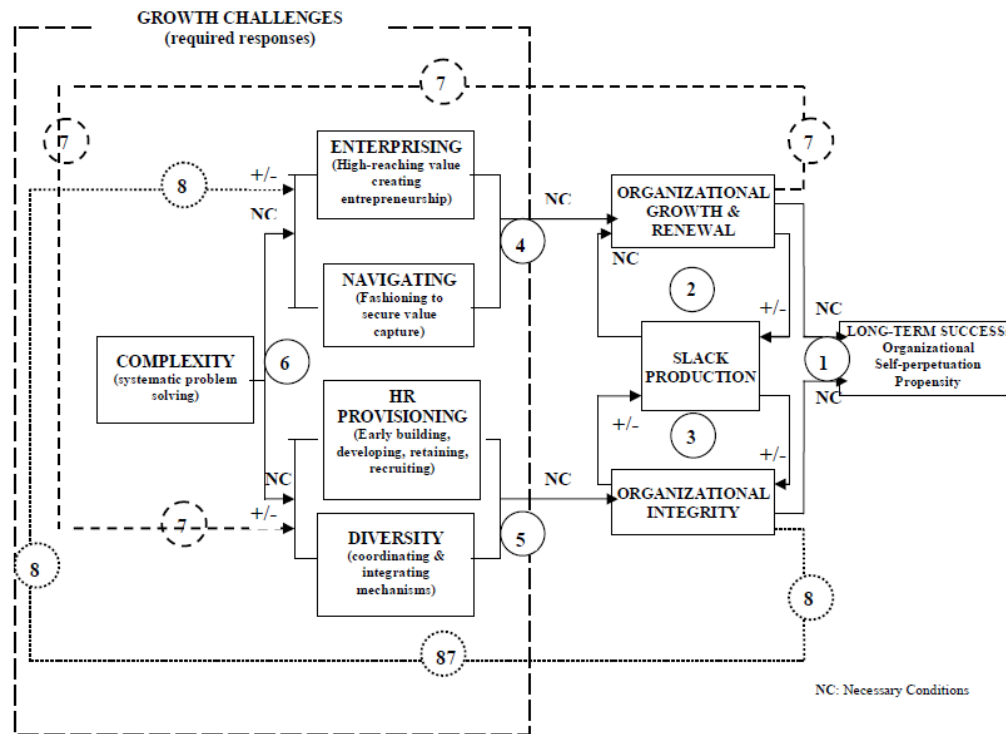 GROWTH CHALLENGES
(required responses)
7
7
7
ENTERPRISING
(High-reaching value
creating
entrepreneurship)
8
+/-
NC
NC
ORGANIZATIONAL
GROWTH &
RENEWAL
4
NC
2
NAVIGATING
(Fashioning to
secure value
capture)
+/-
NC
LONG-TERM SUCCESS
Organizational
Self-perpetuation
Propensity
1
NC
COMPLEXITY
(systematic problem
solving)
6
SLACK
PRODUCTION
HR
PROVISIONING
(Early building,
developing, retaining,
recruiting)
+/-
3
+/-
NC
NC
ORGANIZATIONAL
INTEGRITY
7
+/-
DIVERSITY
(coordinating &
integrating
mechanisms)
5
8
8
87
NC: Necessary Conditions